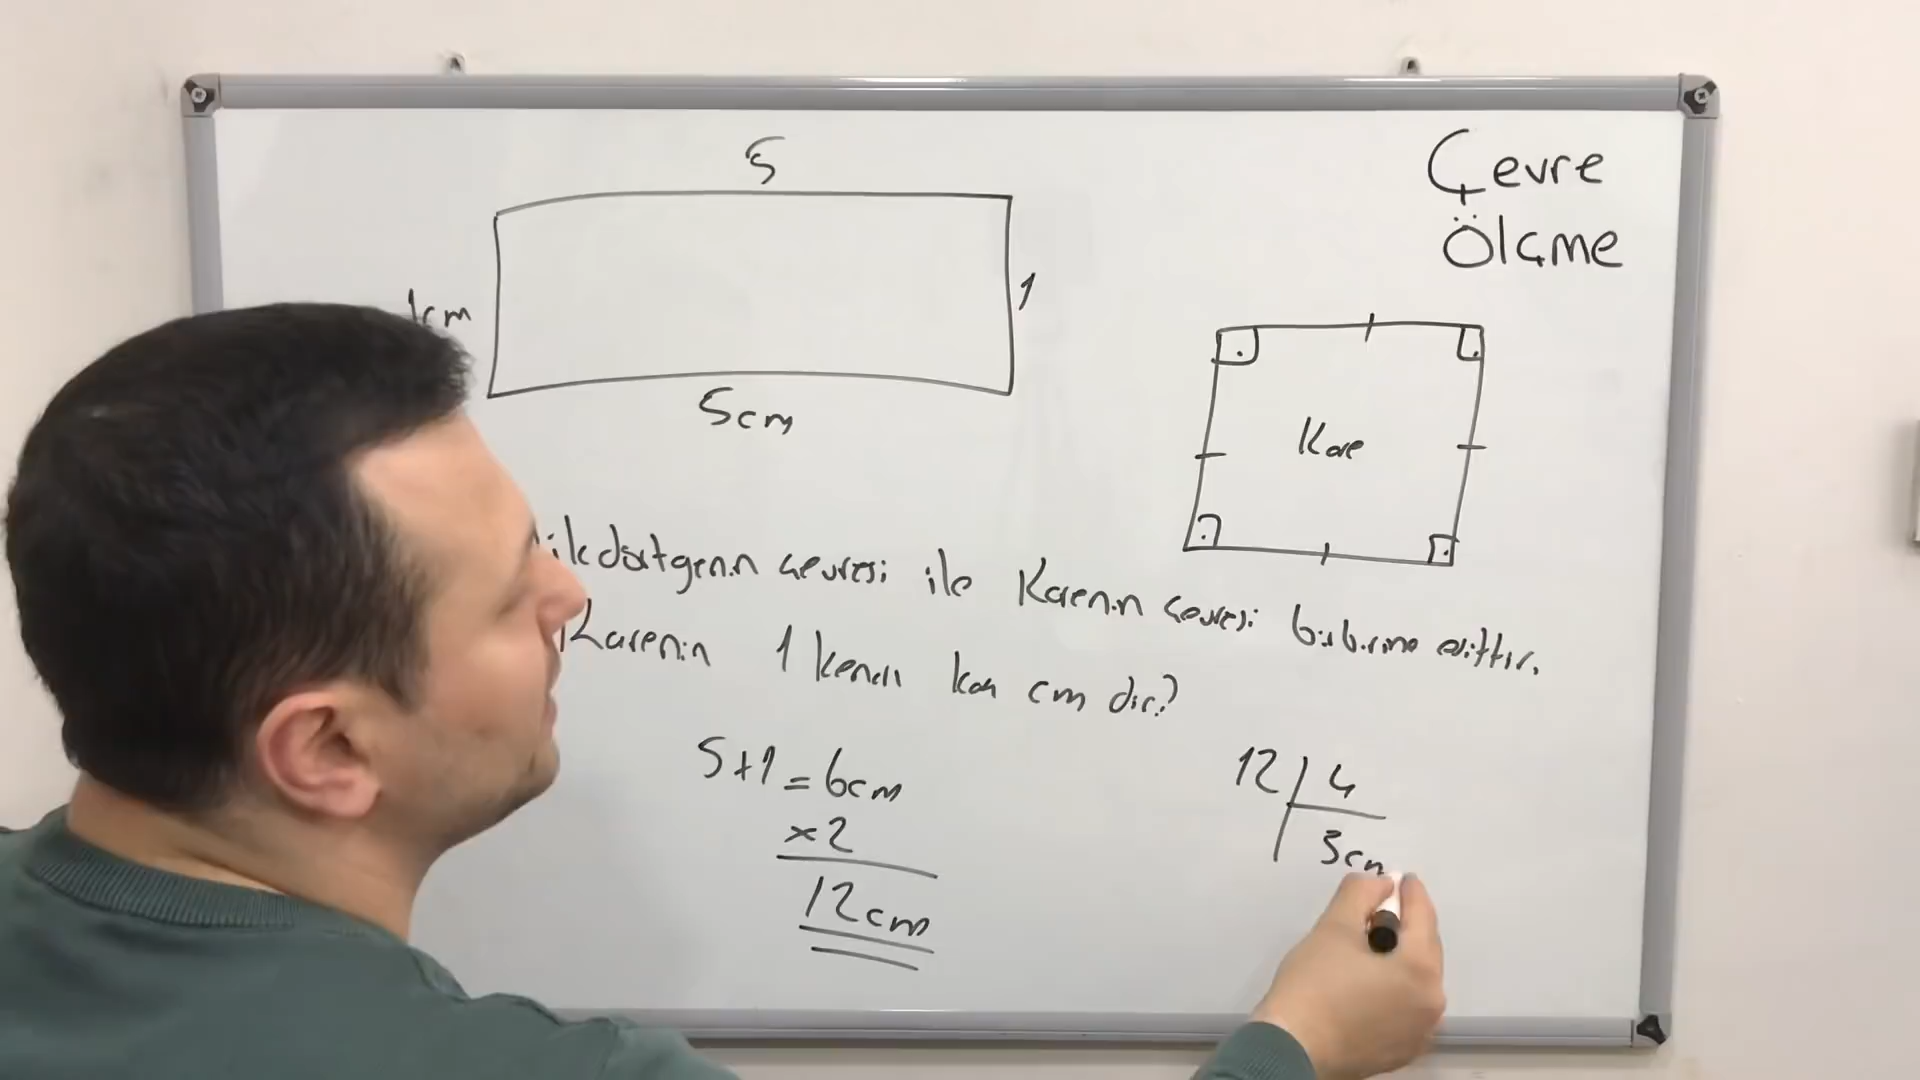 Çevre
Ölçme
5
1cm
1
5cm
Kare
ikdörtgenin çevresi ile Karenin çevresi birbirine eşittir.
Karenin 1 kenarı kaç cm dir?
5+1=6cm
x2
12cm
12 4
3cm